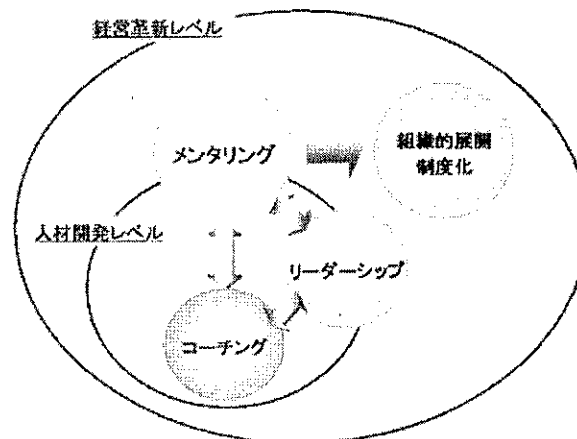 経営革新レベル
メンタリング
組織的展開
制度化
人材開発レベル
リーダーシップ
コーチング